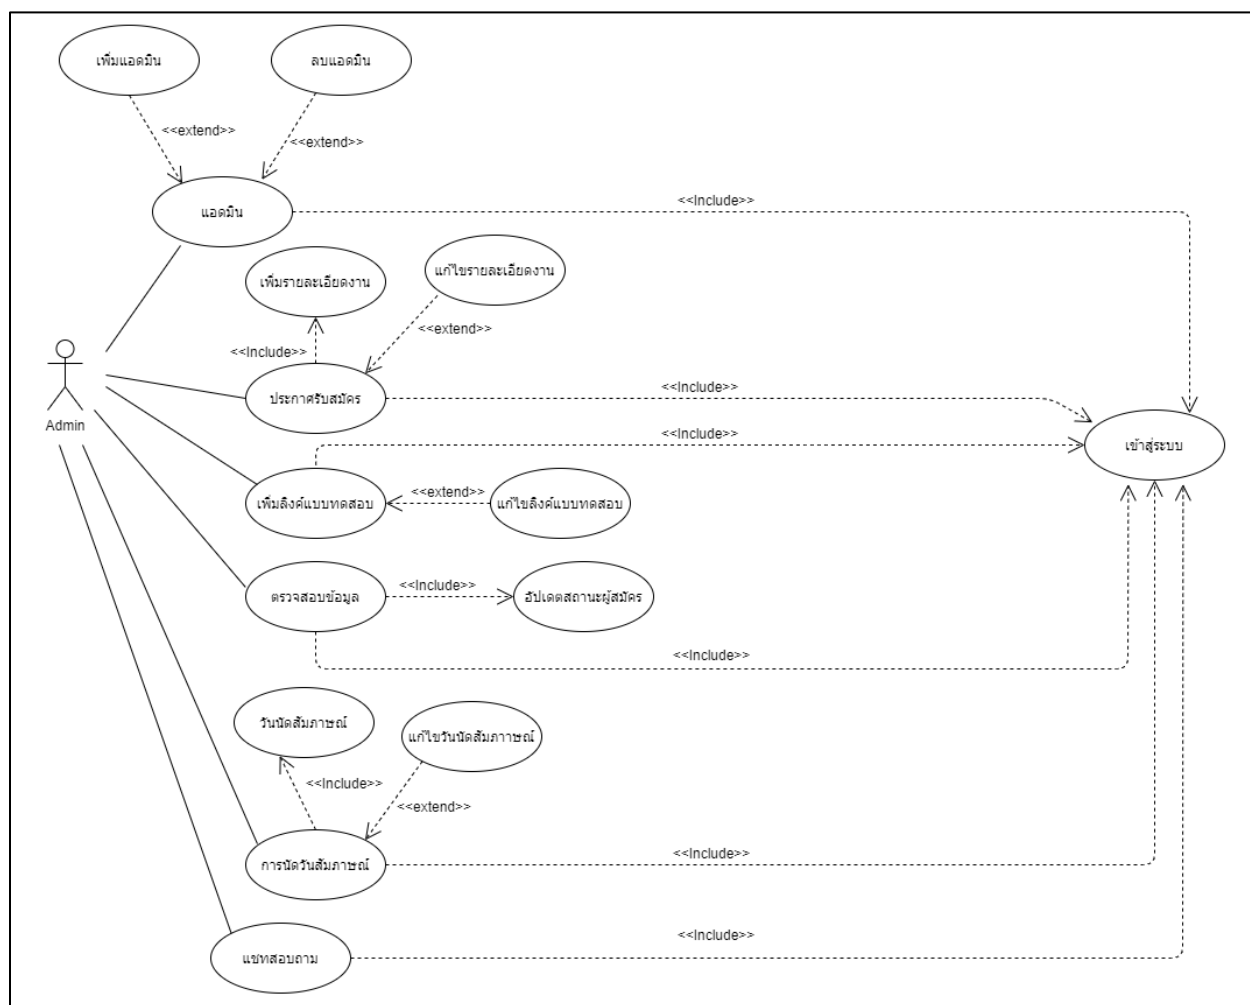 เพิ่มแอดมิน
ลบแอดมิน
<<extend>>
<<extend>>
แอดมิน
<<Include>>
เพิ่มรายละเอียดงาน
แก้ไขรายละเอียดงาน
<<extend>>
<<Include>>
ประกาศรับสมัคร
<<Include>>
Admin
<<Include>>
เข้าสู่ระบบ
เพิ่มลิงค์แบบทดสอบ
<<extend>>
แก้ไขลิงค์แบบทดสอบ
ตรวจสอบข้อมูล
<<Include>>
อัปเดตสถานะผู้สมัคร
<<Include>>
วันนัดสัมภาษณ์
แก้ไขวันนัดสัมภาาษณ์
<<Include>>
<<extend>>
การนัดวันสัมภาษณ์
<<Include>>
แชทสอบถาม
<<Include>>